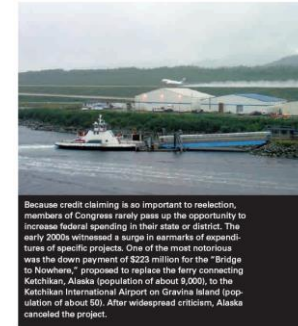 Because credit claiming is so important to reelection,
members of Congress rarely pass up the opportunity to
increase federal spending in their state or district. The
early 2000s witnessed a surge in earmarks of expendi-
tures of specific projects. One of the most notorious
was the down payment of $223 million for the “Bridge
to Nowhere,” proposed to replace the ferry connecting
Ketchikan, Alaska (population of about 9,000), to the
Ketchikan International Airport on Gravina Island (pop-
ulation of about 50). After widespread criticism, Alaska
canceled the project.